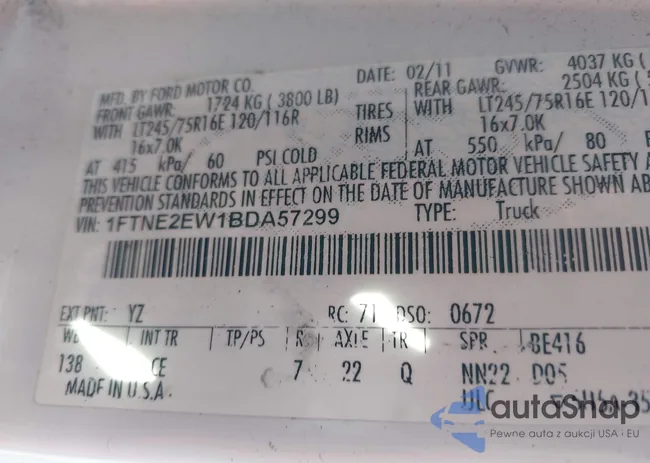 MFD. BY FORD MOTOR CO.
DATE: 02/11
GVWR: 4037 KG
FRONT GAWR: 1724 KG ( 3800 LB)
REAR GAWR: 2504 KG (
WITH LT245/75R16E 120/116R
TIRES
WITH LT245/75R16E 120/
16x7.0K
RIMS
16x7.0K
AT 415 kPa/ 60 PSI COLD
AT 550 kPa/ 80
THIS VEHICLE CONFORMS TO ALL APPLICABLE FEDERAL MOTOR VEHICLE SAFETY
PREVENTION STANDARDS IN EFFECT ON THE DATE OF MANUFACTURE SHOWN AB
VIN: 1FTNE2EW1BDA57299
TYPE: Truck
EXT PNT: YZ
RC: 71 DSO: 0672
INT TR TP/PS R AXLE TR SPR BE416
138 CE 7 22 Q NN22 D05
MADE IN U.S.A.
autoSnap
Pewne auta z aukcji USA i EU